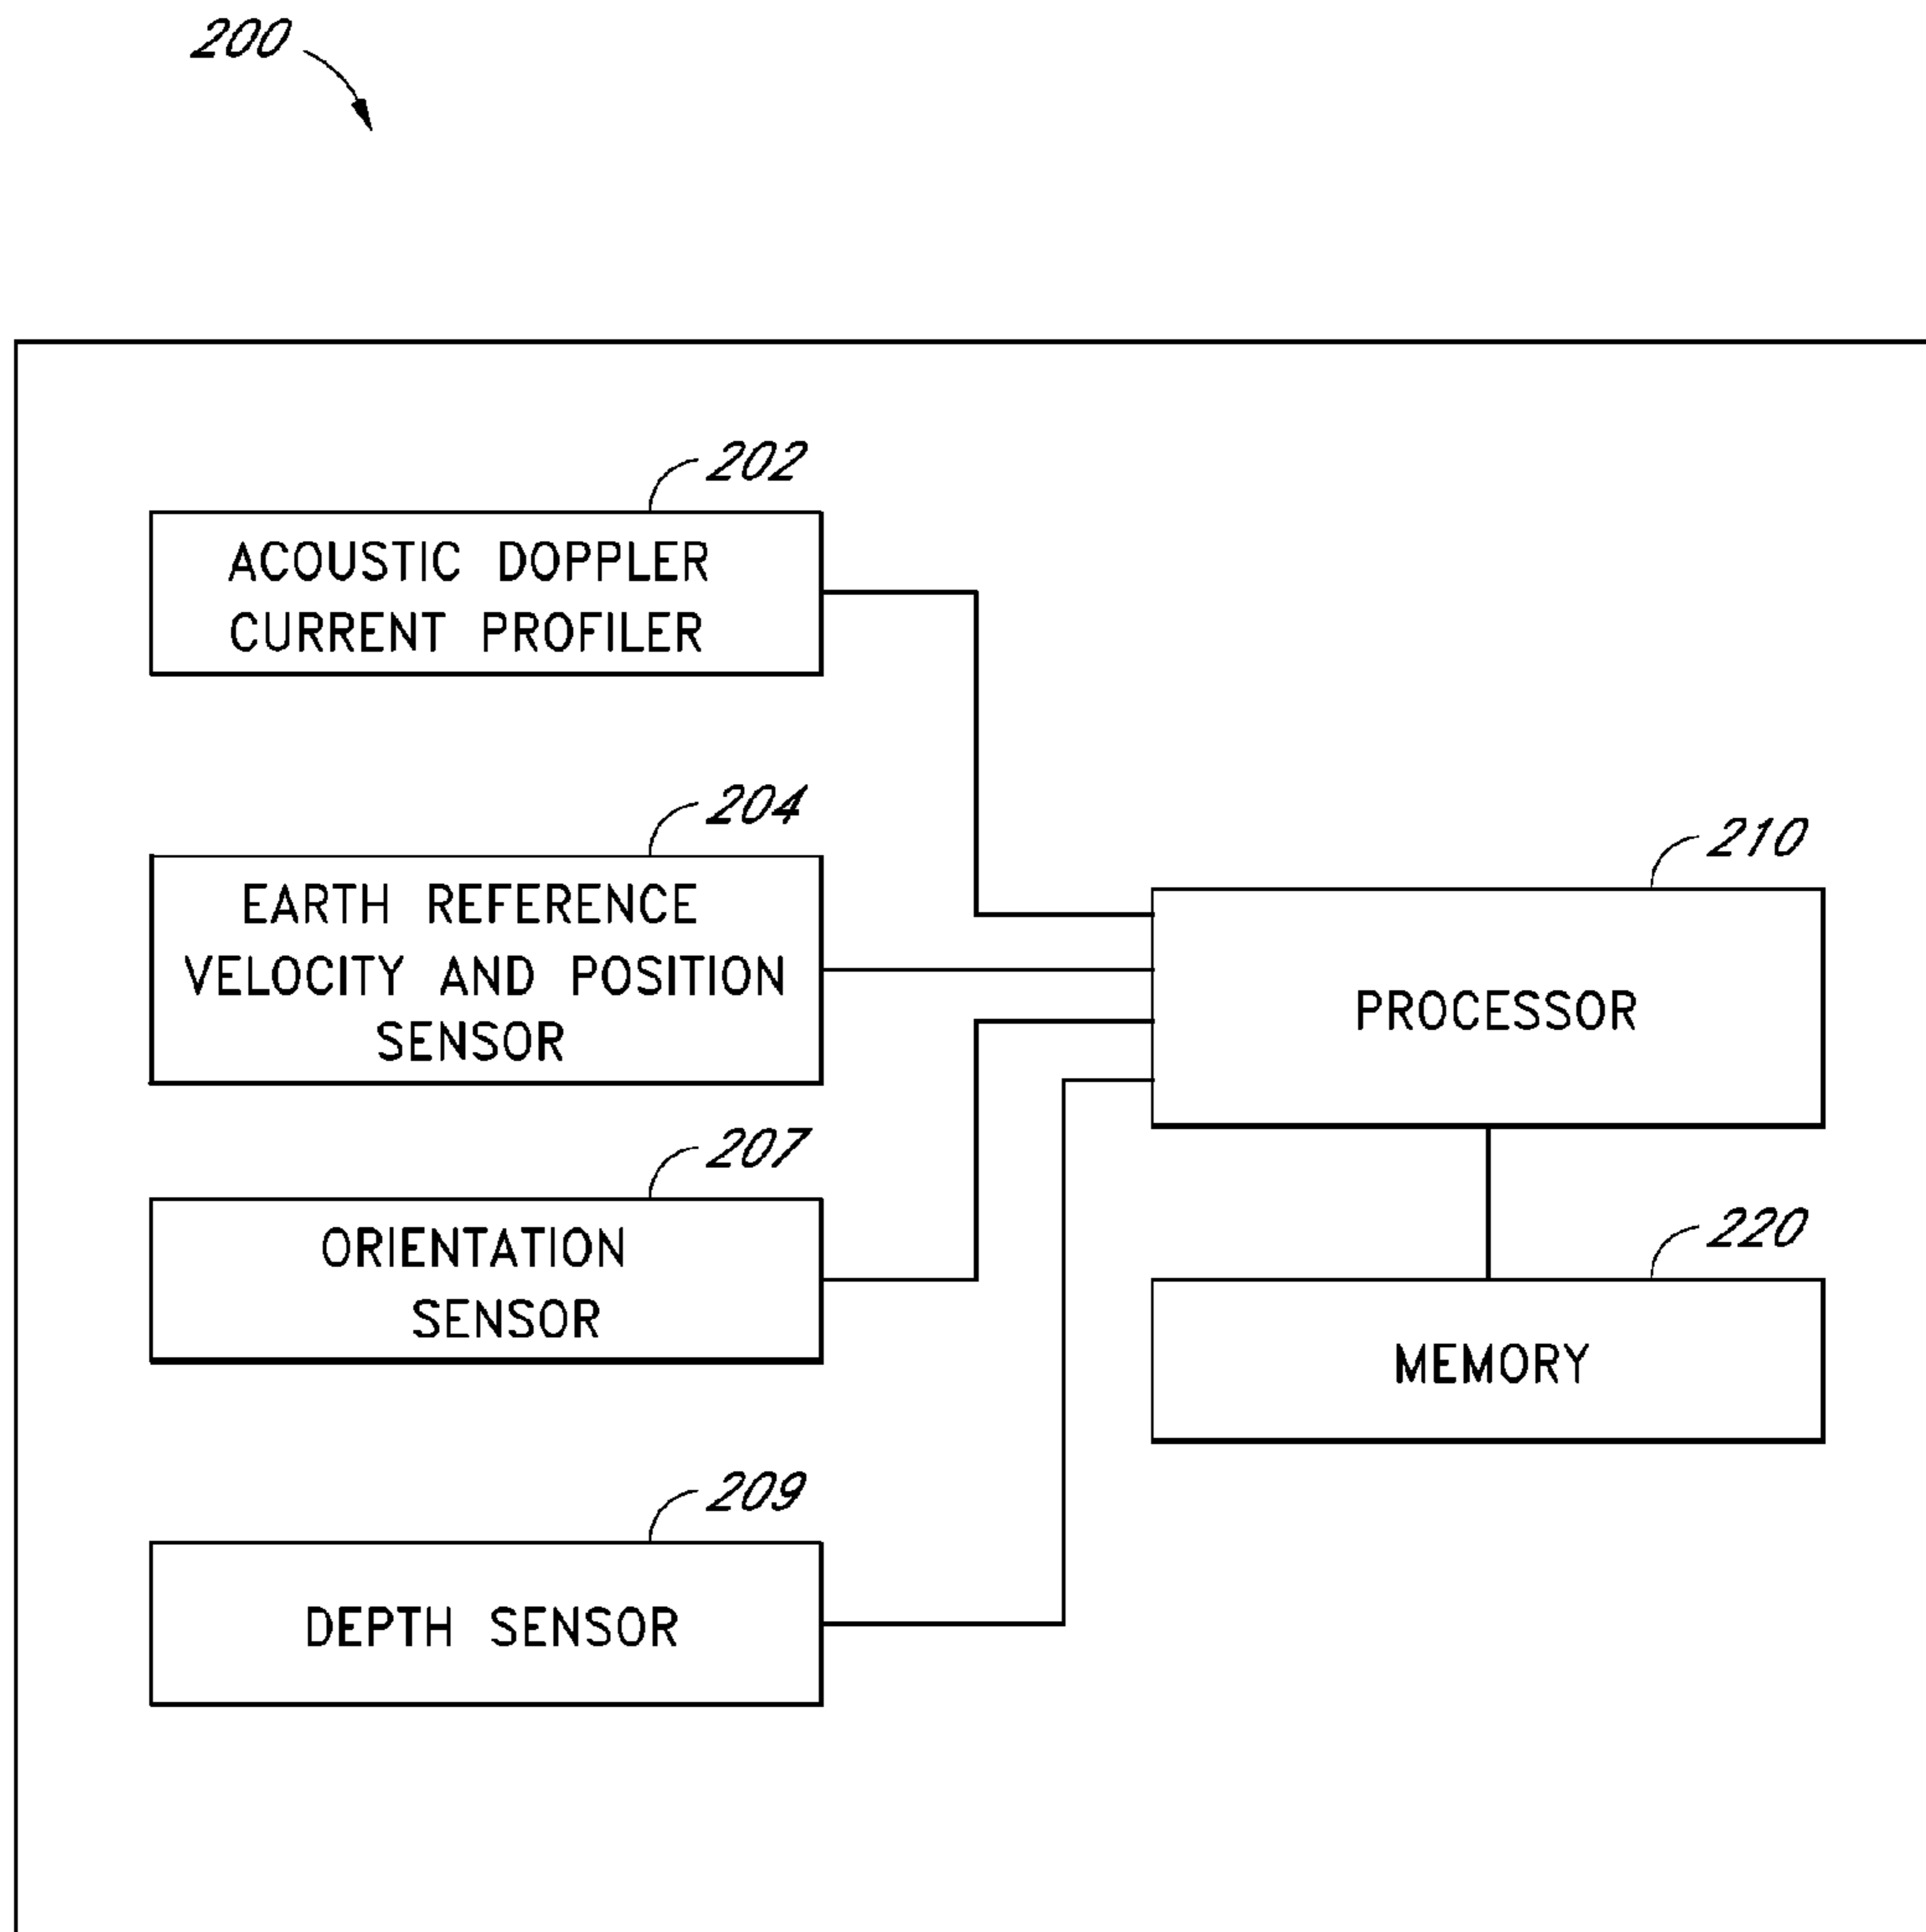 200
202
ACOUSTIC DOPPLER
CURRENT PROFILER
204
EARTH REFERENCE
VELOCITY AND POSITION
SENSOR
210
PROCESSOR
207
ORIENTATION
SENSOR
220
MEMORY
209
DEPTH SENSOR